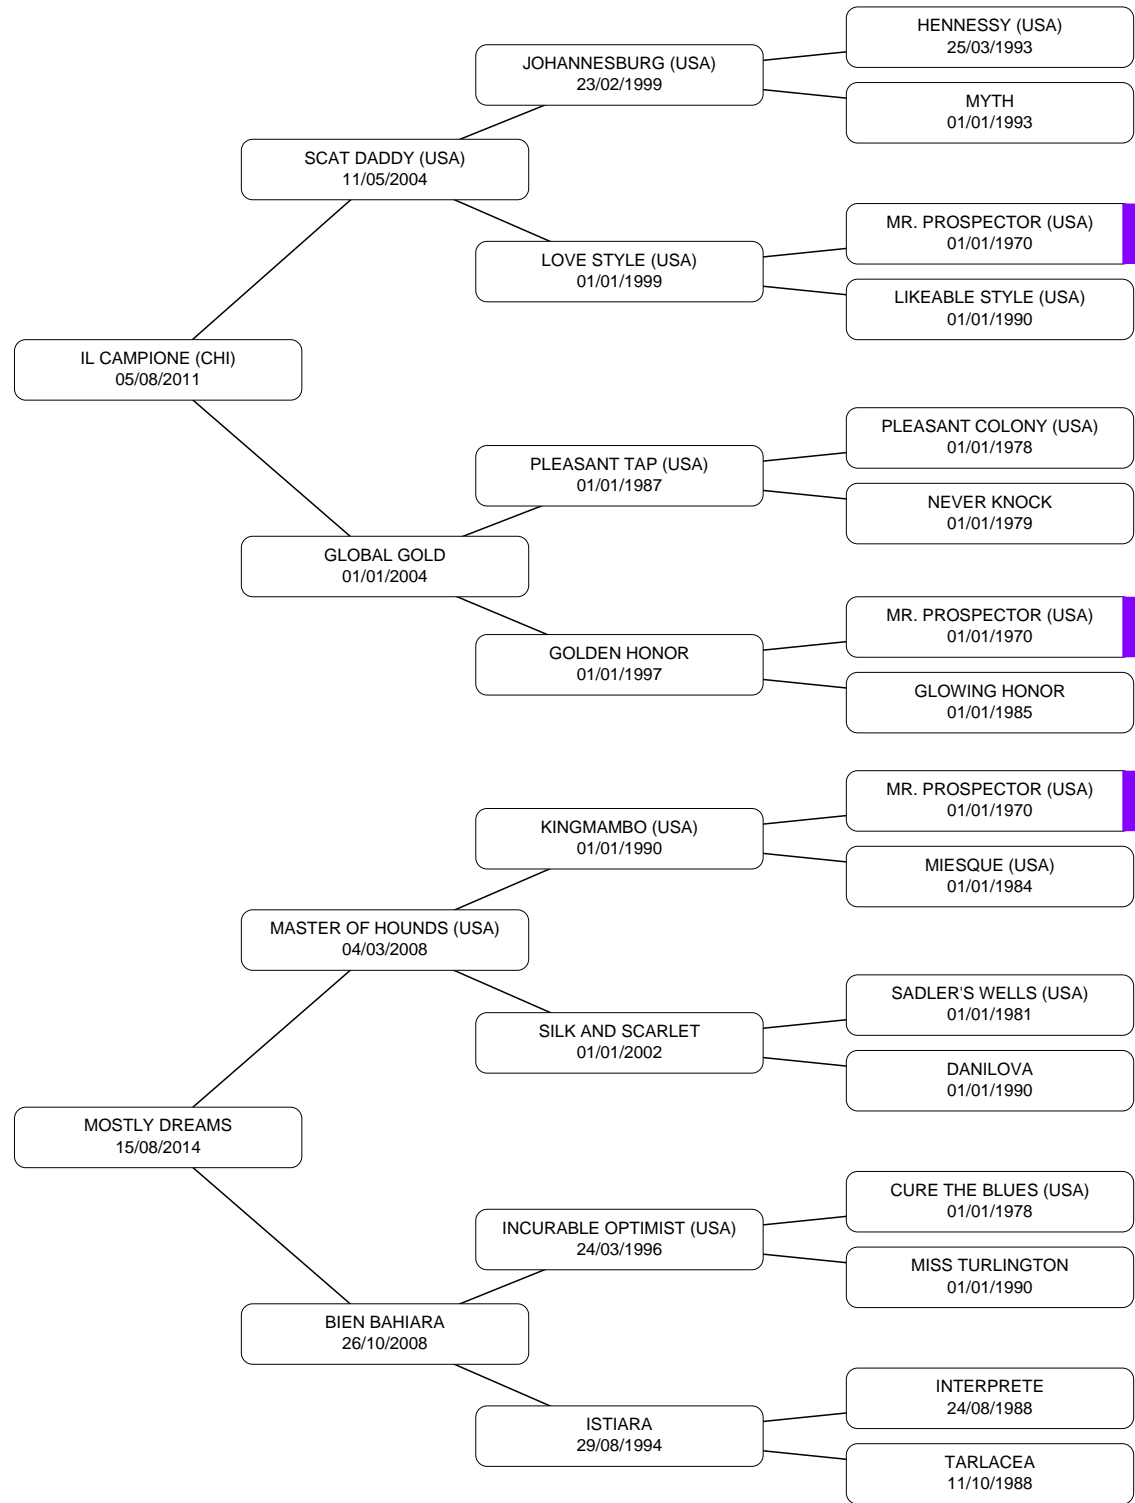 HENNESSY (USA)
25/03/1993
JOHANNESBURG (USA)
23/02/1999
MYTH
01/01/1993
SCAT DADDY (USA)
11/05/2004
MR. PROSPECTOR (USA)
01/01/1970
LOVE STYLE (USA)
01/01/1999
LIKEABLE STYLE (USA)
01/01/1990
IL CAMPIONE (CHI)
05/08/2011
PLEASANT COLONY (USA)
01/01/1978
PLEASANT TAP (USA)
01/01/1987
NEVER KNOCK
01/01/1979
GLOBAL GOLD
01/01/2004
MR. PROSPECTOR (USA)
01/01/1970
GOLDEN HONOR
01/01/1997
GLOWING HONOR
01/01/1985
MR. PROSPECTOR (USA)
01/01/1970
KINGMAMBO (USA)
01/01/1990
MIESQUE (USA)
01/01/1984
MASTER OF HOUNDS (USA)
04/03/2008
SADLER'S WELLS (USA)
01/01/1981
SILK AND SCARLET
01/01/2002
DANILOVA
01/01/1990
MOSTLY DREAMS
15/08/2014
CURE THE BLUES (USA)
01/01/1978
INCURABLE OPTIMIST (USA)
24/03/1996
MISS TURLINGTON
01/01/1990
BIEN BAHIARA
26/10/2008
INTERPRETE
24/08/1988
ISTIARA
29/08/1994
TARLACEA
11/10/1988